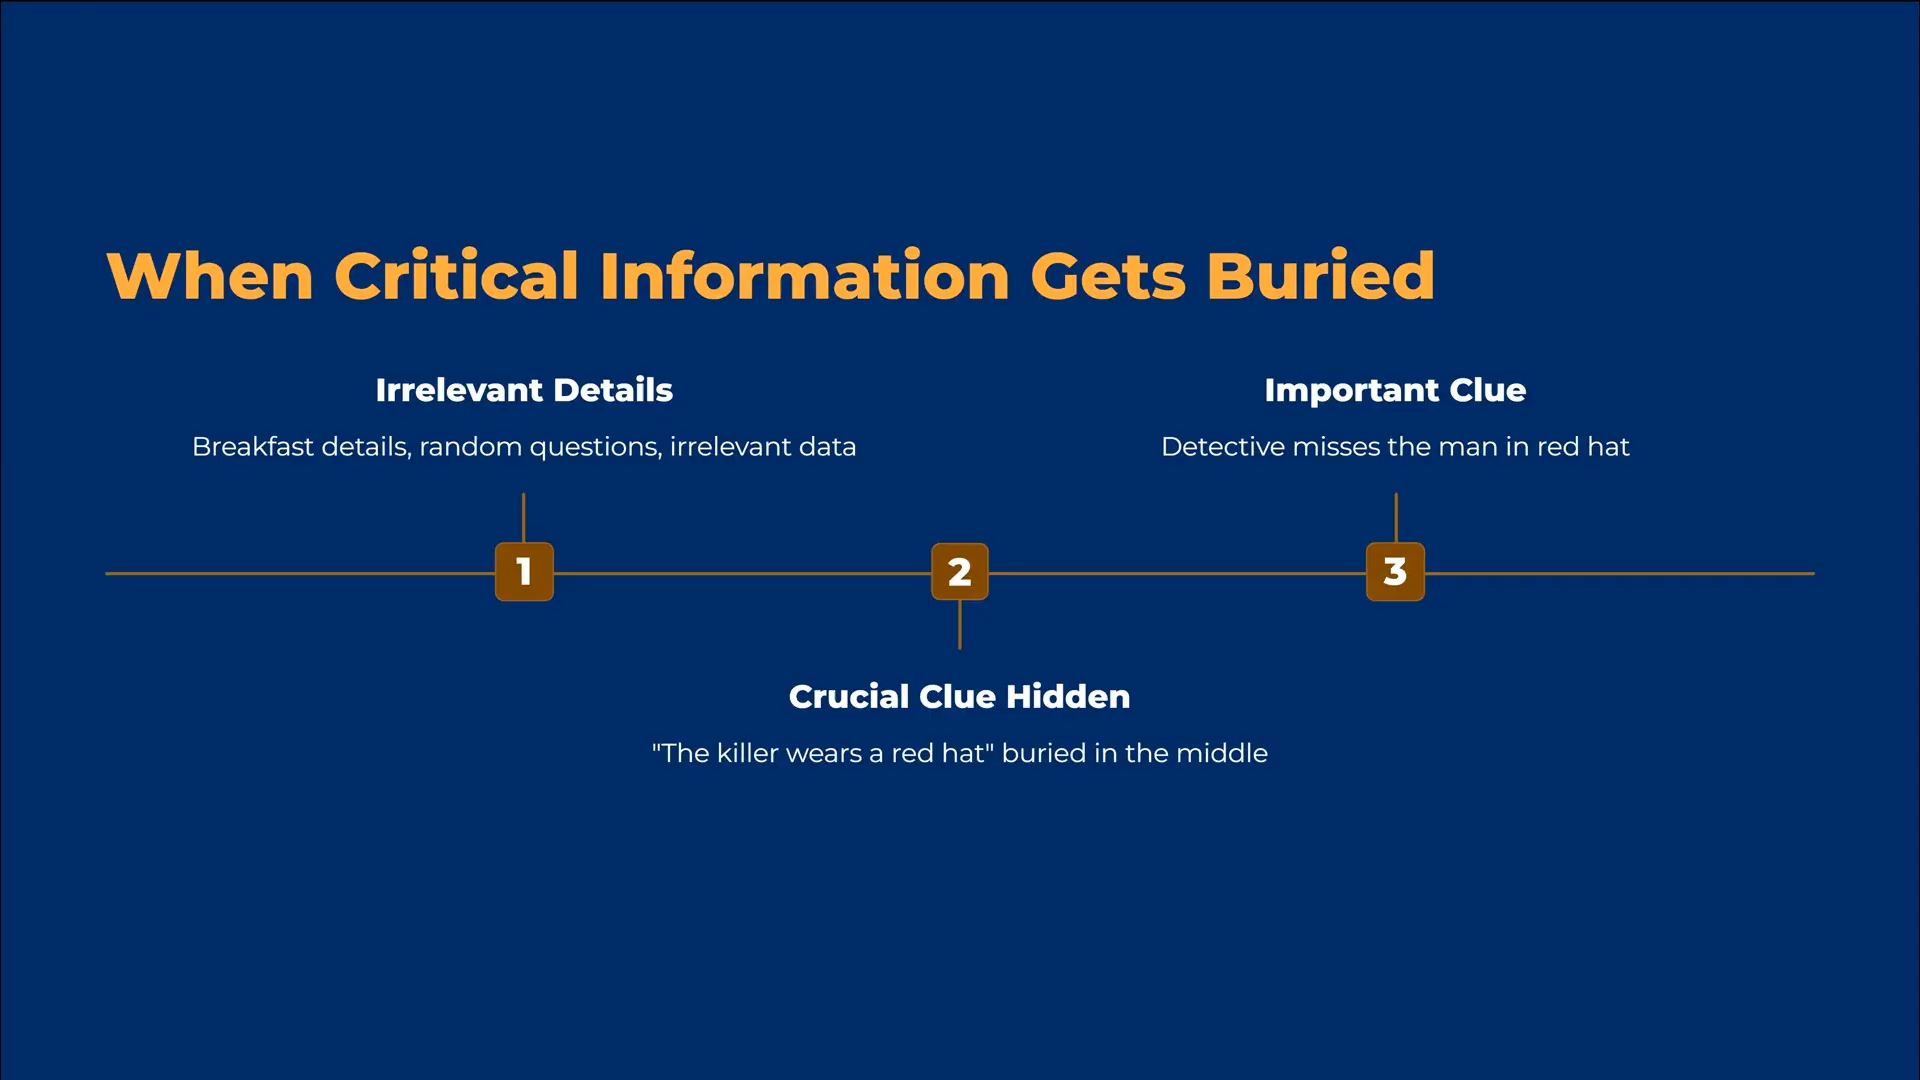 When Critical Information Gets Buried
Irrelevant Details
Breakfast details, random questions, irrelevant data
1
2
Crucial Clue Hidden
"The killer wears a red hat" buried in the middle
Important Clue
Detective misses the man in red hat
3